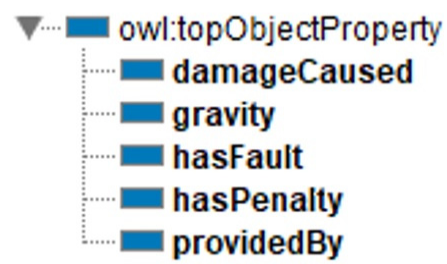 owl:topObjectProperty
damageCaused
gravity
hasFault
hasPenalty
providedBy